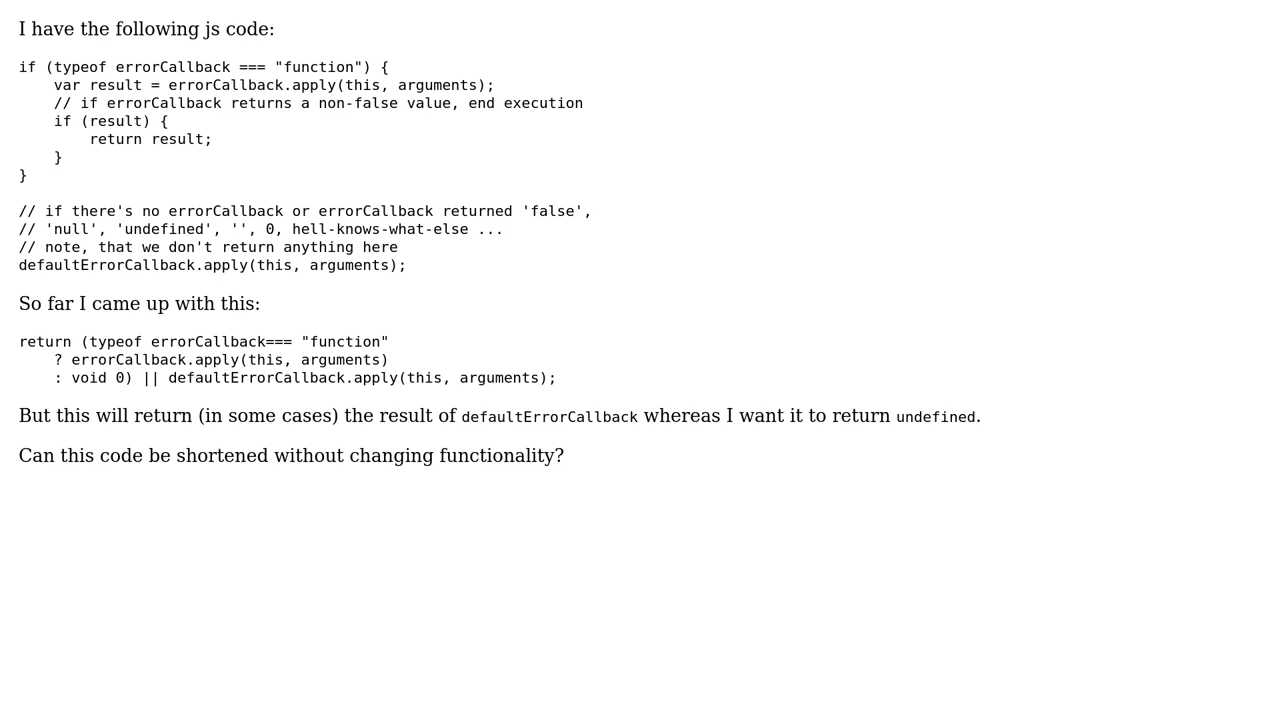 I have the following js code:
if (typeof errorCallback === "function") {
    var result = errorCallback.apply(this, arguments);
    // if errorCallback returns a non-false value, end execution
    if (result) {
        return result;
    }
}
// if there's no errorCallback or errorCallback returned 'false',
// 'null', 'undefined', '', 0, hell-knows-what-else ...
// note, that we don't return anything here
defaultErrorCallback.apply(this, arguments);
So far I came up with this:
return (typeof errorCallback=== "function"
    ? errorCallback.apply(this, arguments)
    : void 0) || defaultErrorCallback.apply(this, arguments);
But this will return (in some cases) the result of defaultErrorCallback whereas I want it to return undefined.
Can this code be shortened without changing functionality?